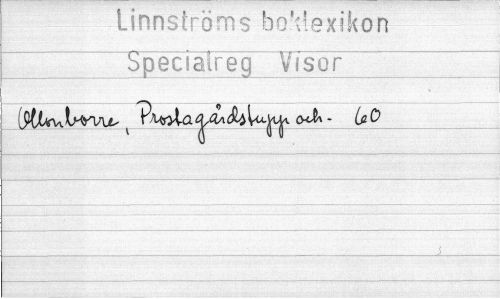 Linnströms boklexikon
Specialreg Visor
Ollonborre, Prostagårdstupp och - 60